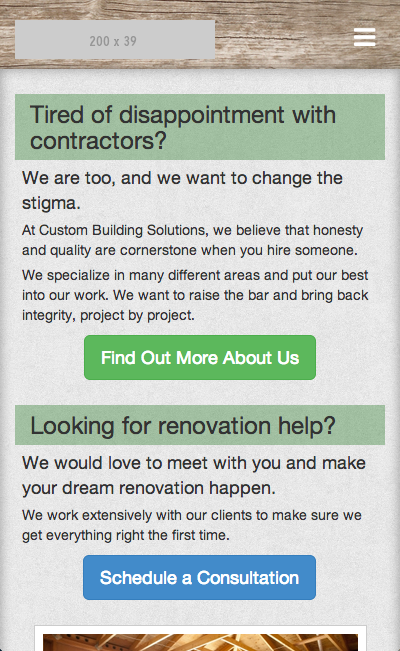 200 x 39
Tired of disappointment with
contractors?
We are too, and we want to change the
stigma.
At Custom Building Solutions, we believe that honesty
and quality are cornerstone when you hire someone.
We specialize in many different areas and put our best
into our work. We want to raise the bar and bring back
integrity, project by project.
Find Out More About Us
Looking for renovation help?
We would love to meet with you and make
your dream renovation happen.
We work extensively with our clients to make sure we
get everything right the first time.
Schedule a Consultation